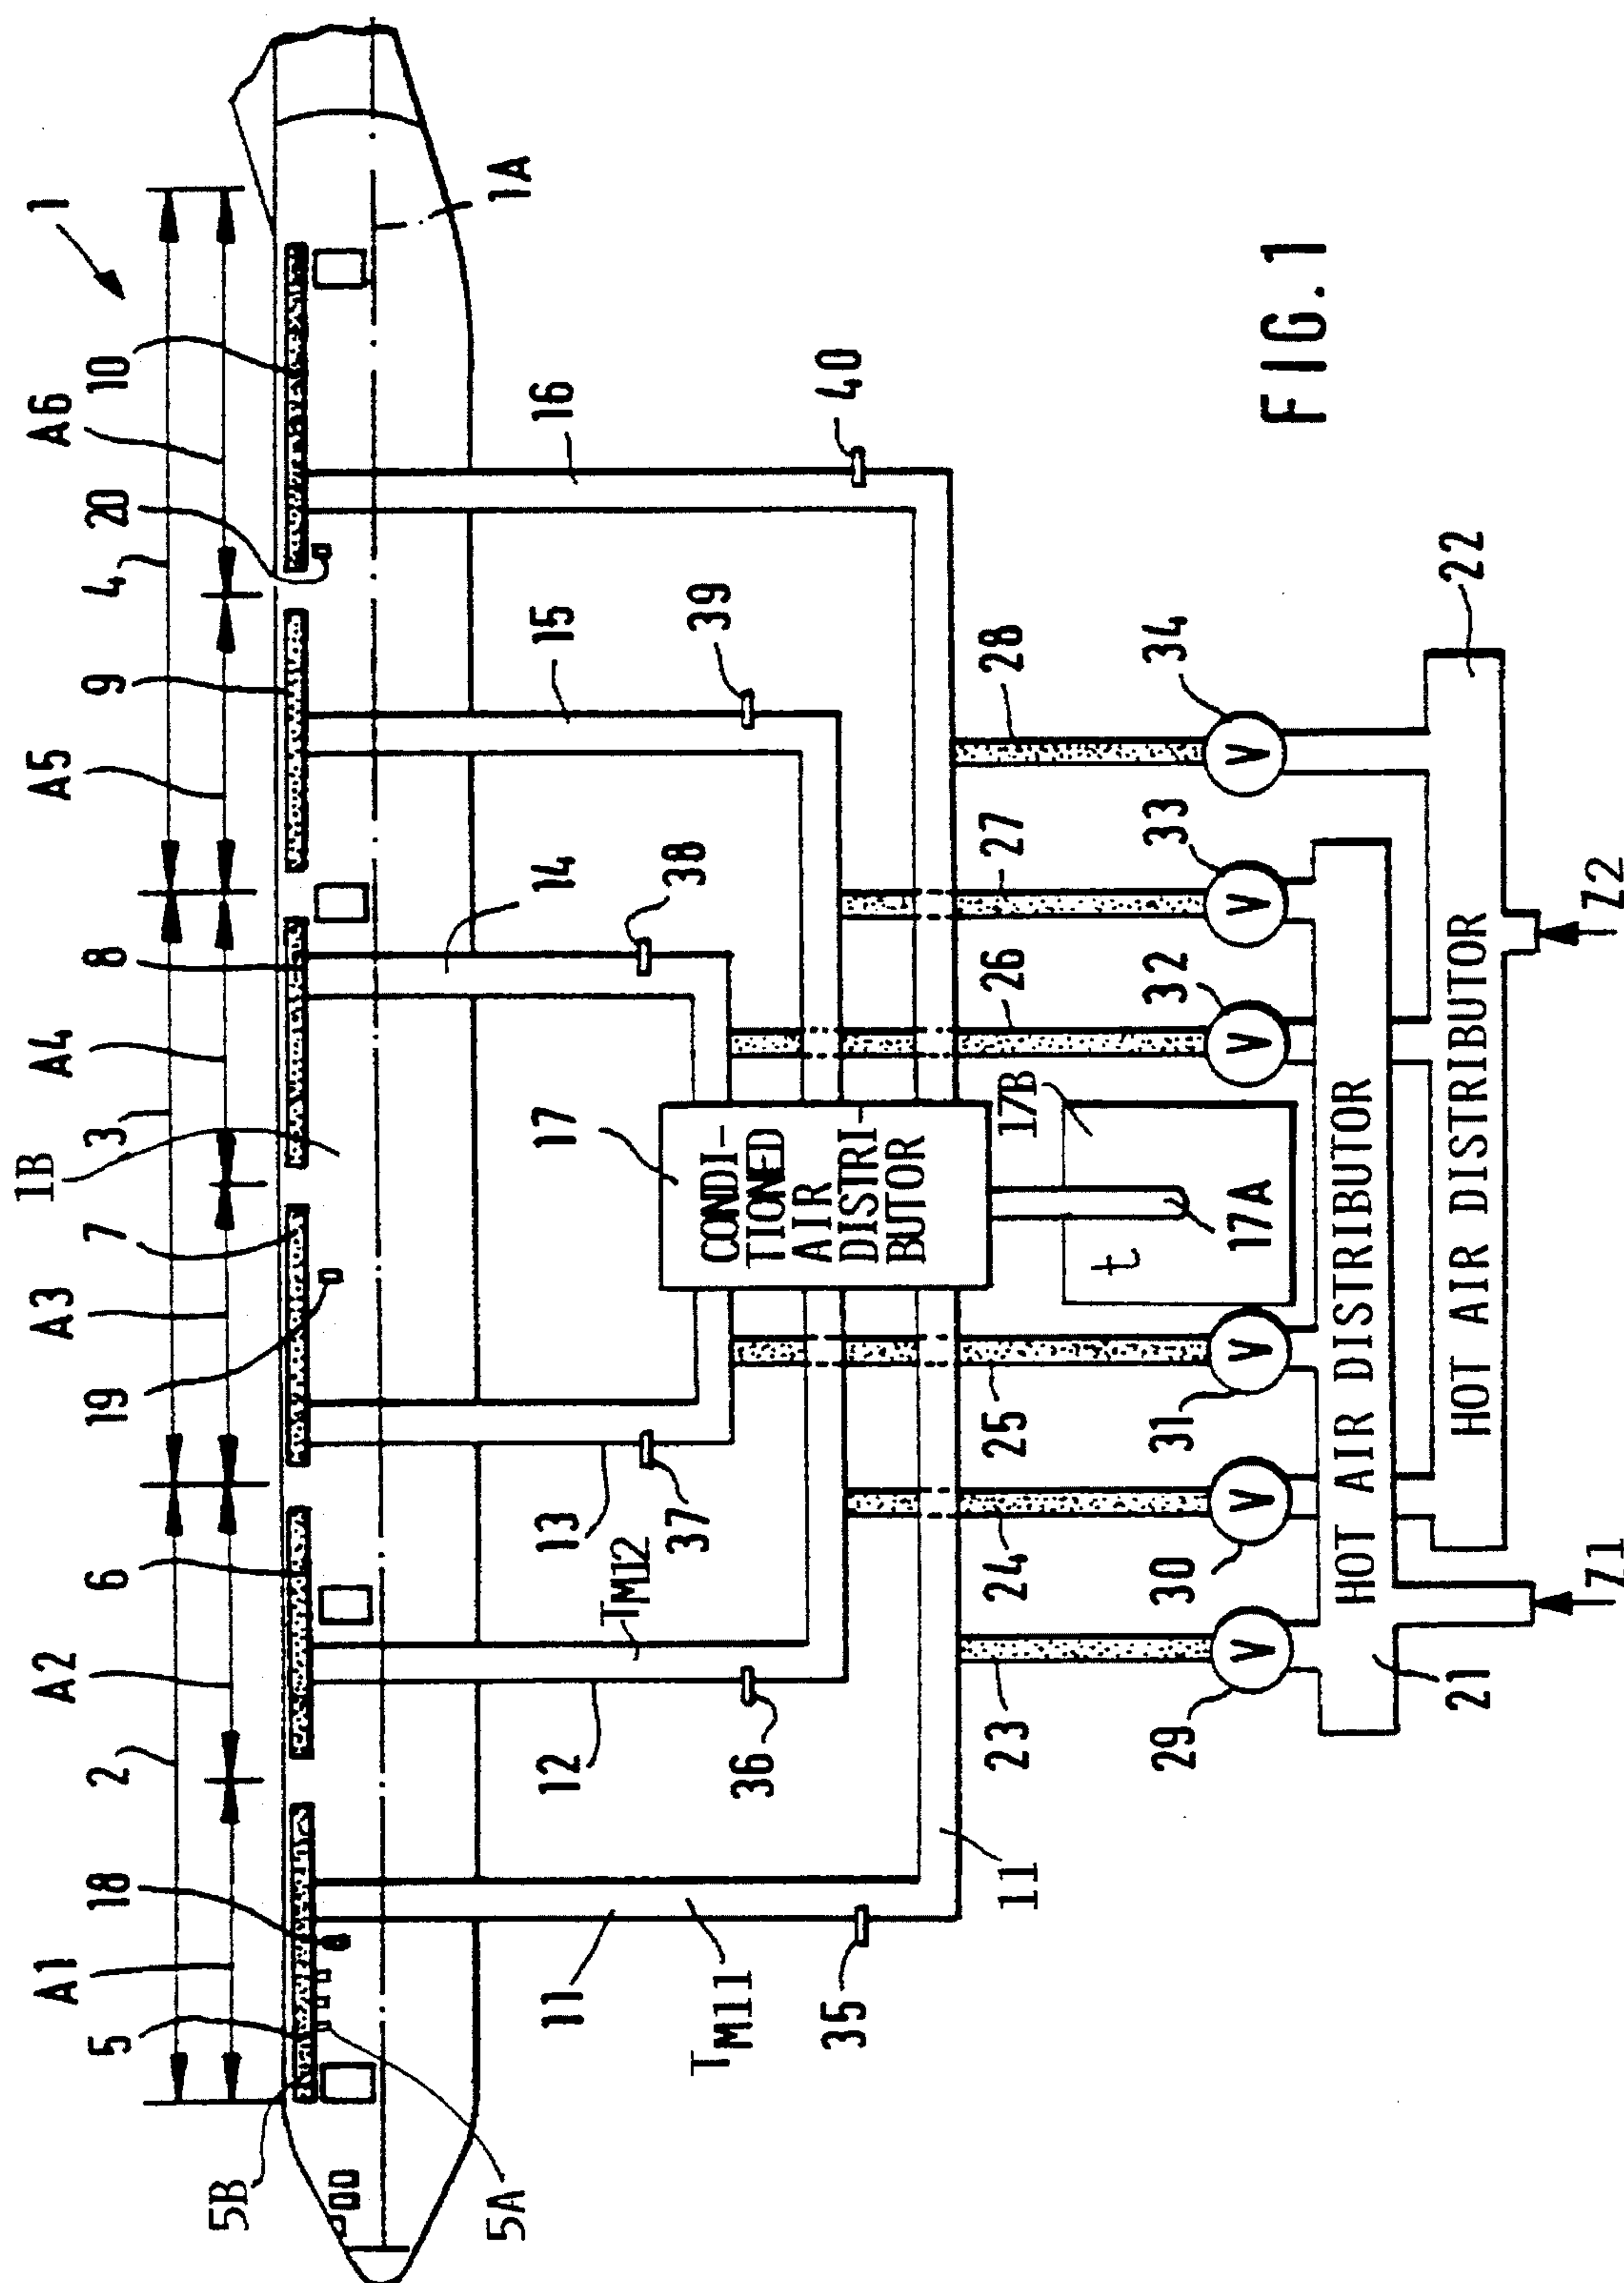 1
4
3
2
A6
A5
A4
A3
A2
A1
20
10
9
8
1B
7
19
6
18
5
5B
5A
1A
16
15
14
13
TM12
12
11
TM11
40
39
38
37
36
35
17
CONDI-
TIONED
AIR
DISTRI-
BUTOR
11
17B
17A
t
28
27
26
25
24
23
34
33
32
31
30
29
HOT AIR DISTRIBUTOR
21
HOT AIR DISTRIBUTOR
22
V
V
V
V
V
V
Z1
Z2
FIG. 1